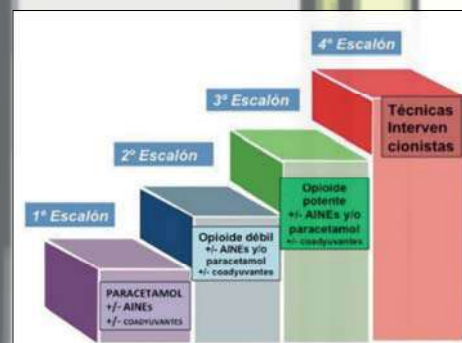 4º Escalón
Técnicas
Interven
cionistas
3º Escalón
Opioide
potente
+/- AINEs y/o
paracetamol
+/- coadyuvantes
2º Escalón
Opioide débil
+/- AINEs y/o
paracetamol
+/- coadyuvantes
1º Escalón
PARACETAMOL
+/- AINEs
+/- COADYUVANTES